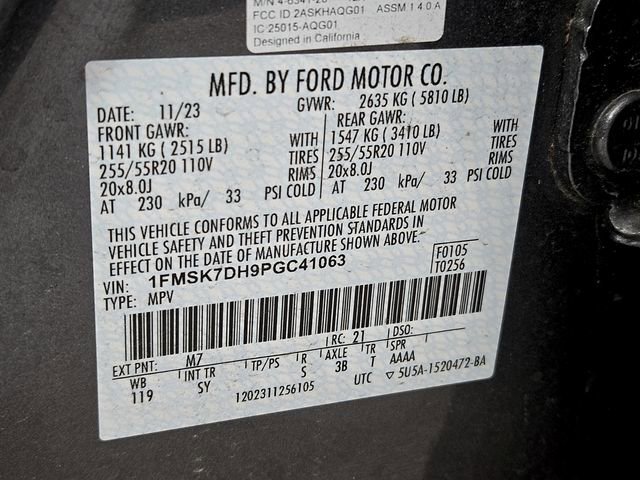 FCC ID 2ASKHAQG01 ASSM 1 4.0 A
IC:25015-AQG01
Designed in California
MFD. BY FORD MOTOR CO.
DATE: 11/23 GVWR: 2635 KG ( 5810 LB)
FRONT GAWR: REAR GAWR:
1141 KG ( 2515 LB) WITH 1547 KG ( 3410 LB) WITH
255/55R20 110V TIRES 255/55R20 110V TIRES
20x8.0J RIMS 20x8.0J RIMS
AT 230 kPa/ 33 PSI COLD AT 230 kPa/ 33 PSI COLD
THIS VEHICLE CONFORMS TO ALL APPLICABLE FEDERAL MOTOR
VEHICLE SAFETY AND THEFT PREVENTION STANDARDS IN
EFFECT ON THE DATE OF MANUFACTURE SHOWN ABOVE.
VIN: 1FMSK7DH9PGC41063 F0105
TYPE: MPV T0256
EXT PNT: M7 RC: 21 DSO:
WB INT TR TP/PS R AXLE TR SPR
119 SY S 3B T AAAA
1202311256105 UTC 5U5A-1520472-BA